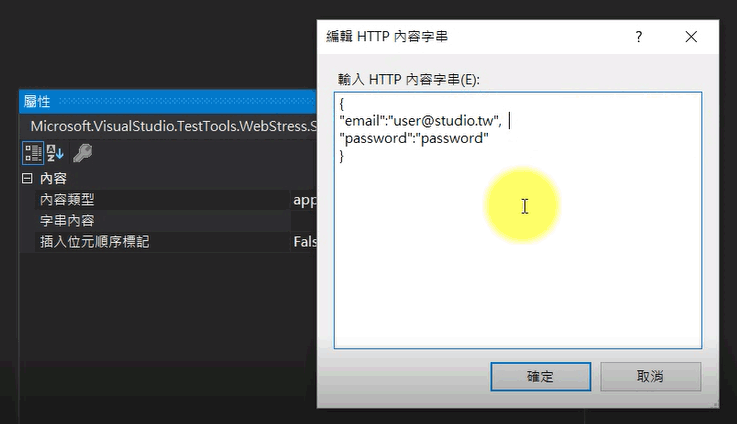 編輯 HTTP 內容字串
輸入 HTTP 內容字串(E):
{
"email":"user@studio.tw",
"password":"password"
}
確定
取消
屬性
Microsoft.VisualStudio.TestTools.WebStress.S
內容
內容類型 app
字串內容
插入位元順序標記 Fals